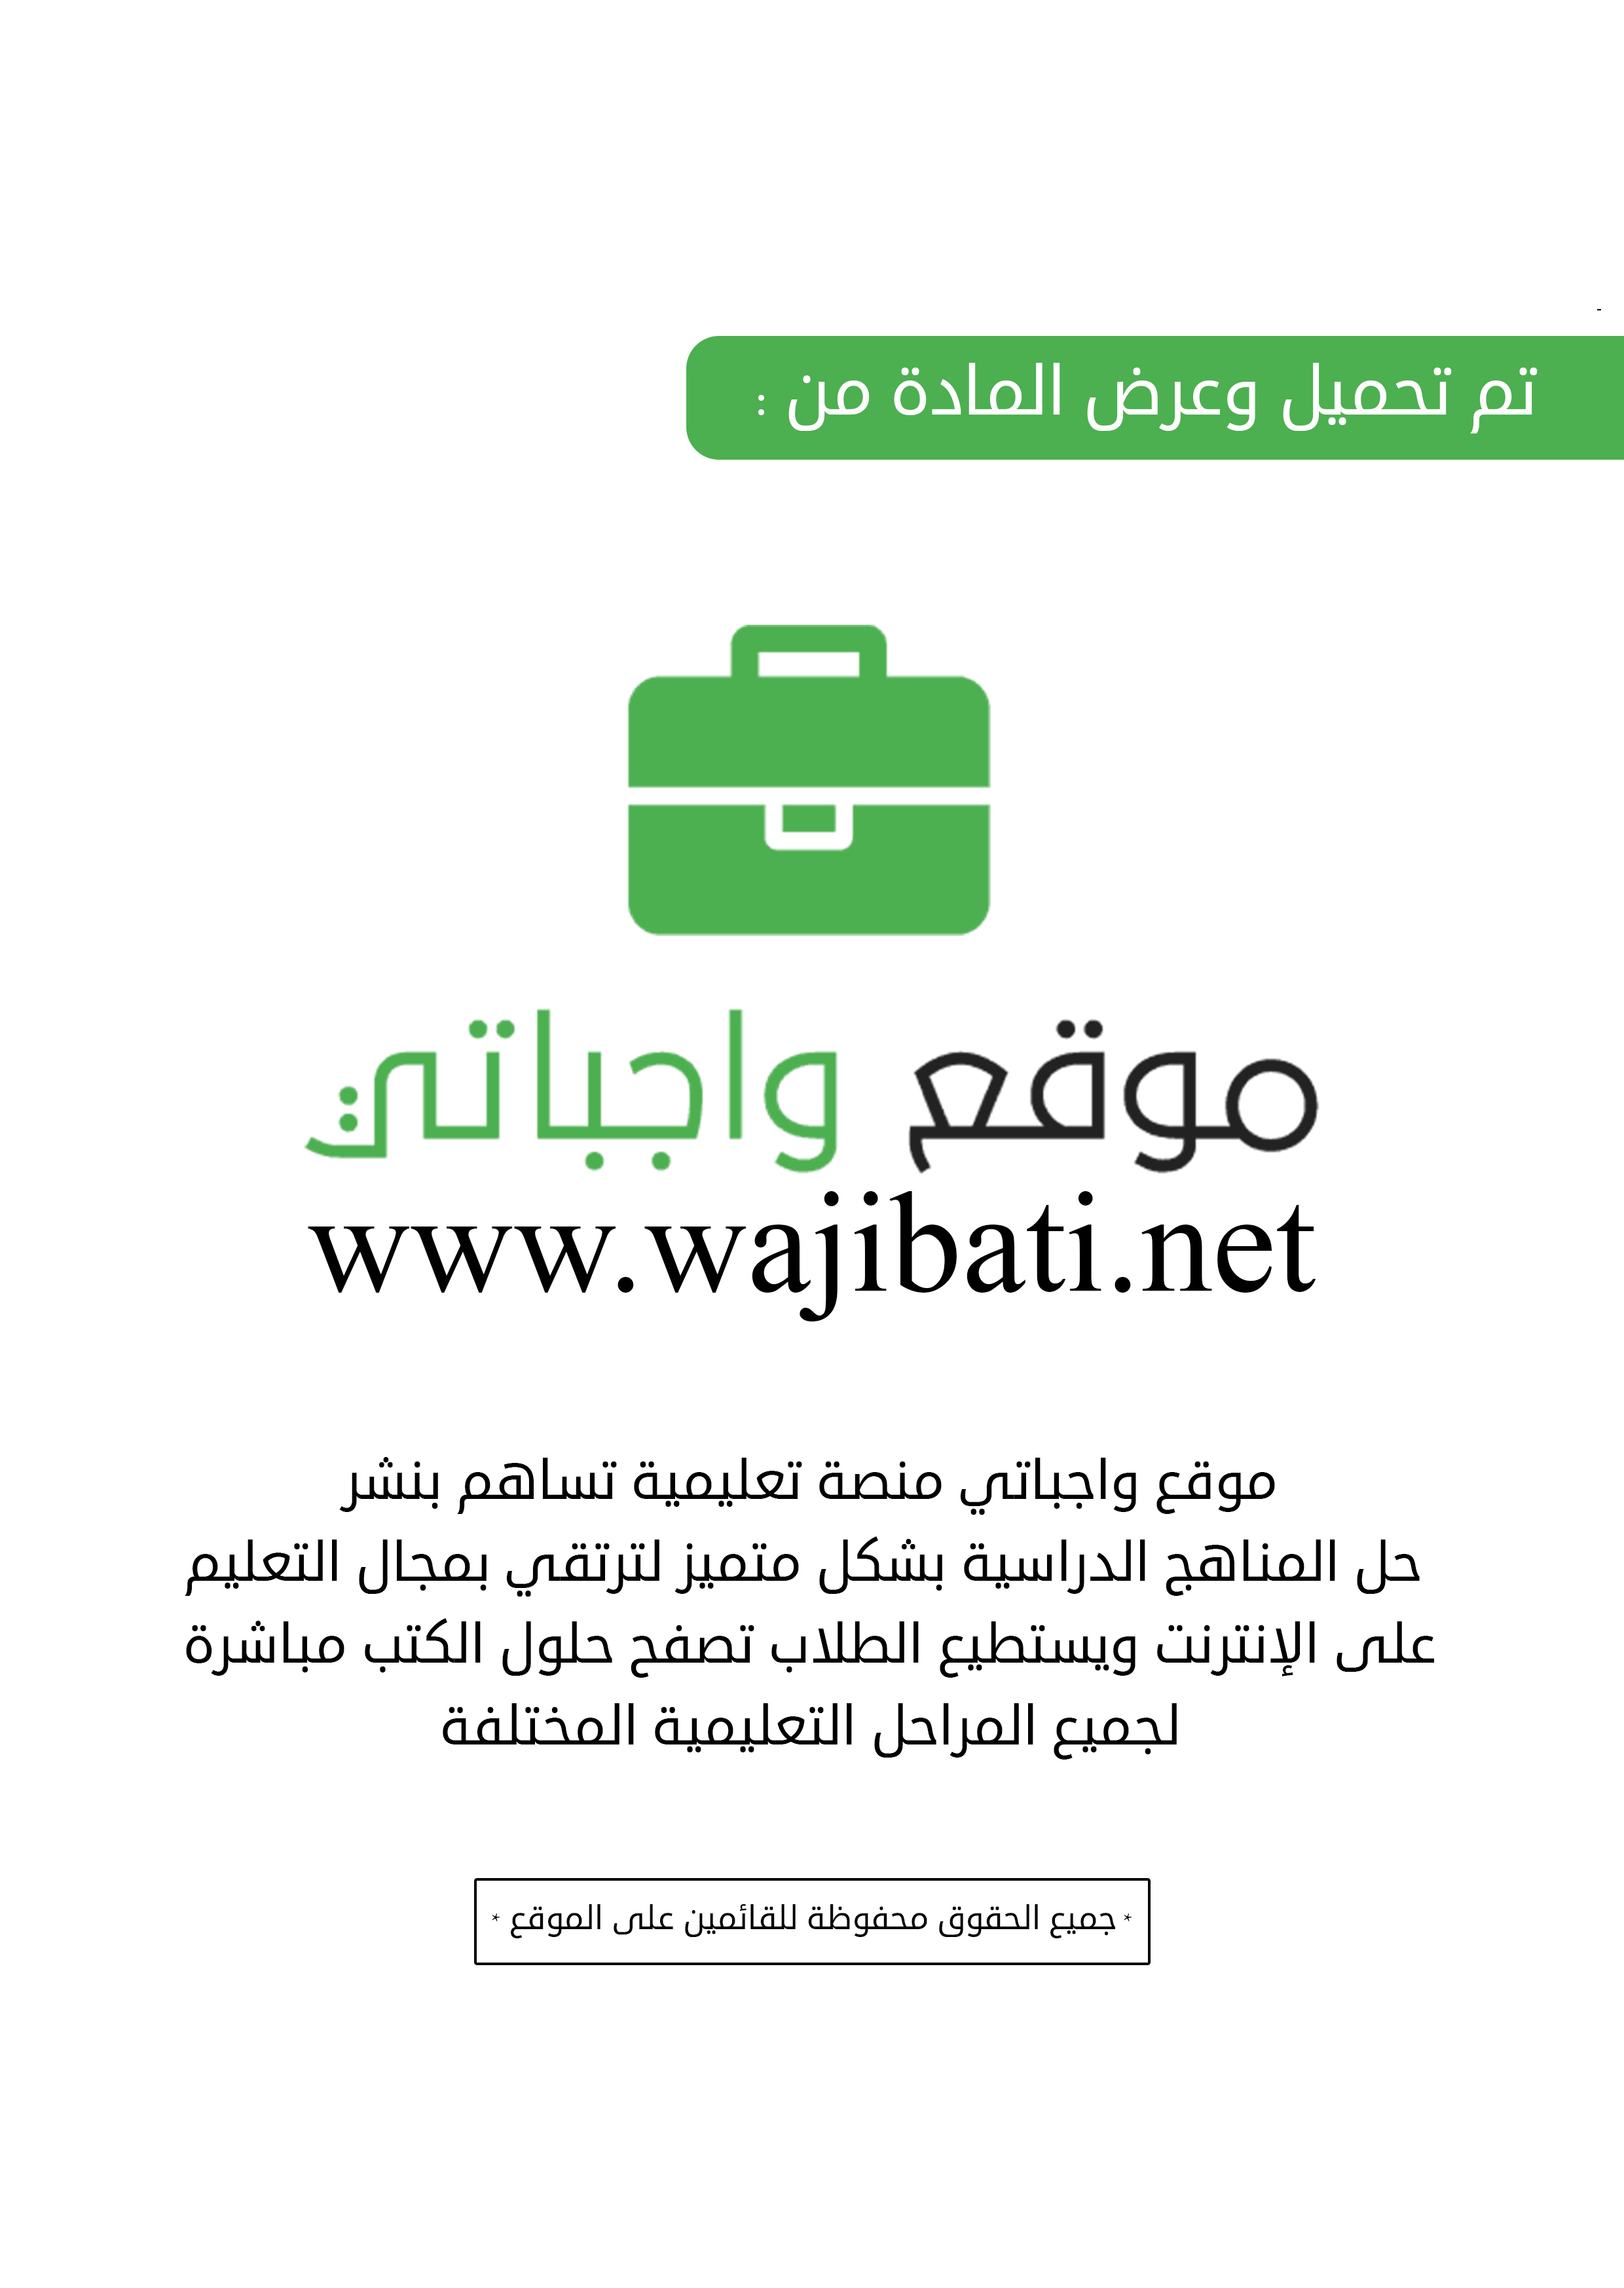 تم تحميل وعرض المادة من :
موقع واجباتي
www.wajibati.net
موقع واجباتي منصة تعليمية تساهم بنشر
حل المناهج الدراسية بشكل متميز لترتقي بمجال التعليم
على الإنترنت ويستطيع الطلاب تصفح حلول الكتب مباشرة
لجميع المراحل التعليمية المختلفة
* جميع الحقوق محفوظة للقائمين على الموقع *